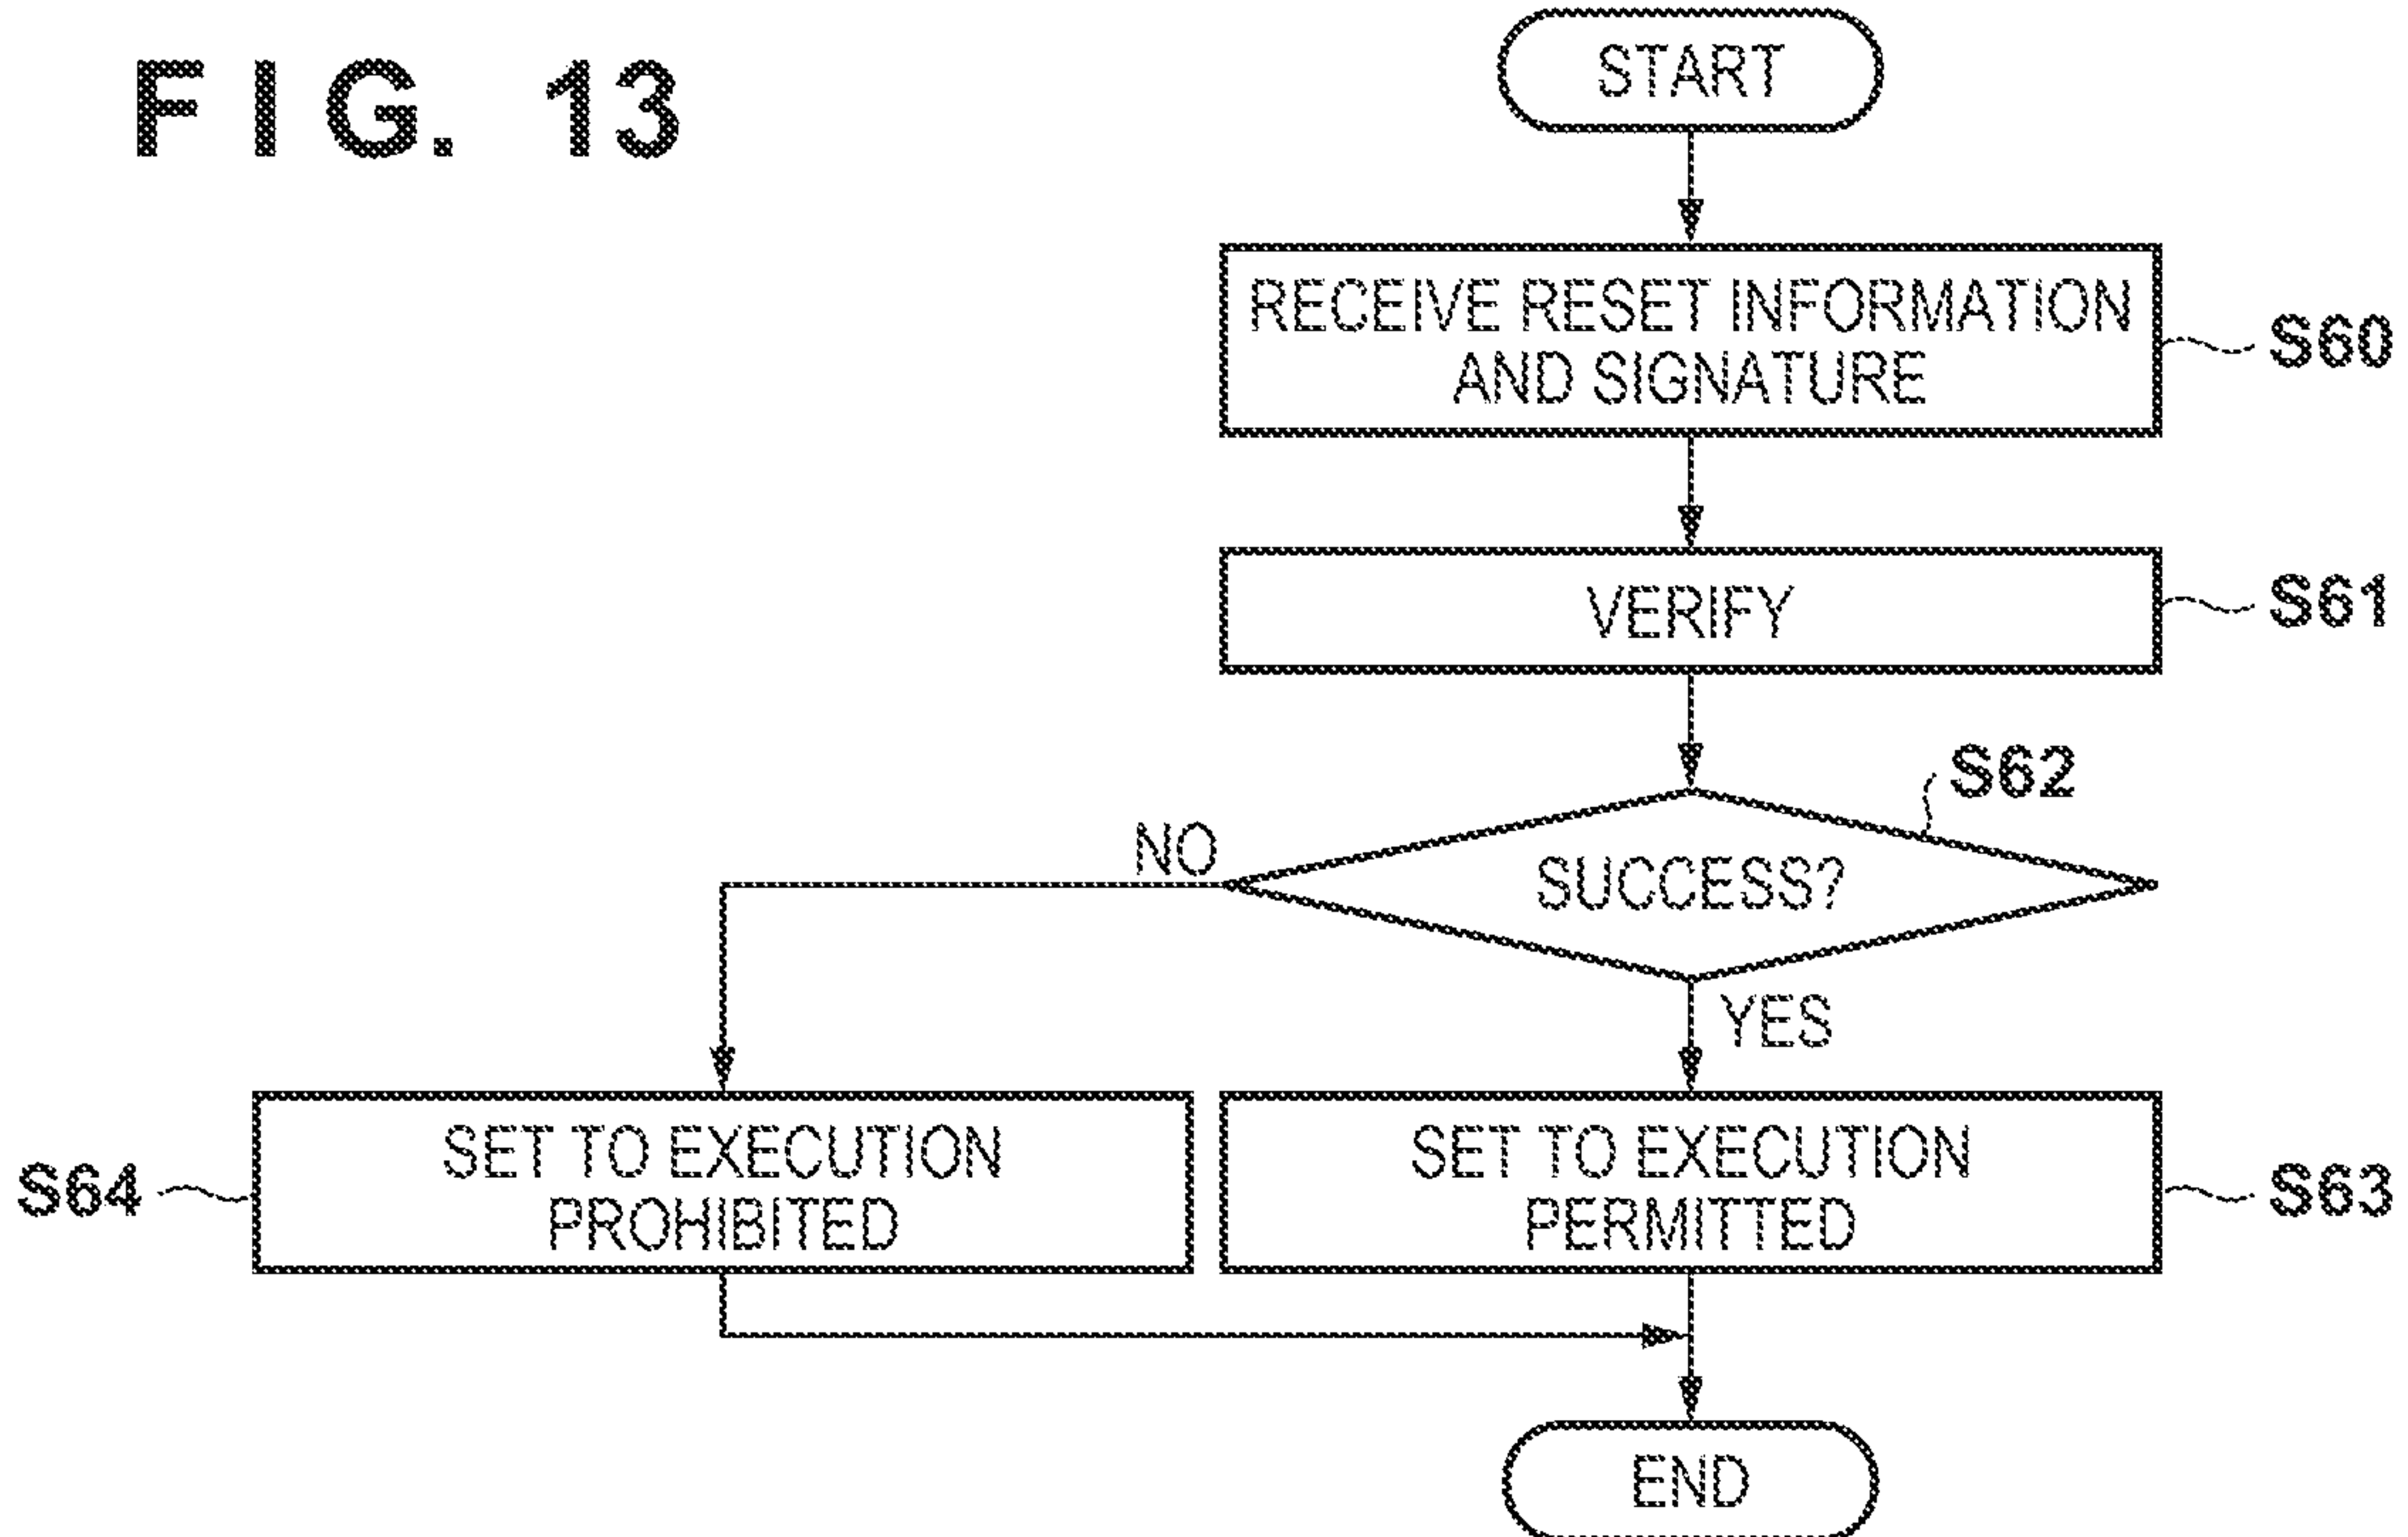 FIG. 13
START
RECEIVE RESET INFORMATION
AND SIGNATURE
S60
VERIFY
S61
S62
SUCCESS?
NO
YES
SET TO EXECUTION
PROHIBITED
S64
SET TO EXECUTION
PERMITTED
S63
END